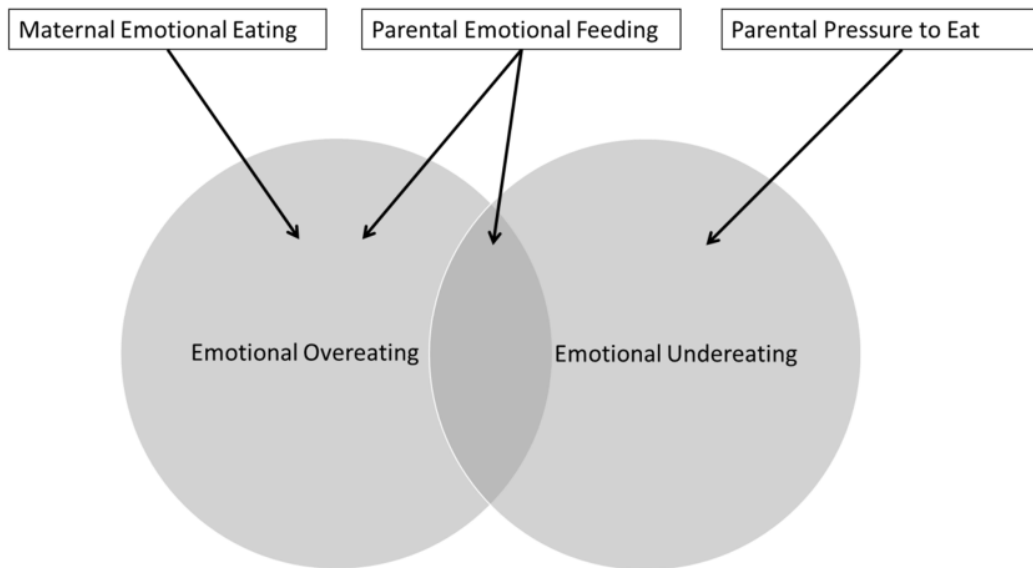 Maternal Emotional Eating
Parental Emotional Feeding
Parental Pressure to Eat
Emotional Overeating
Emotional Undereating